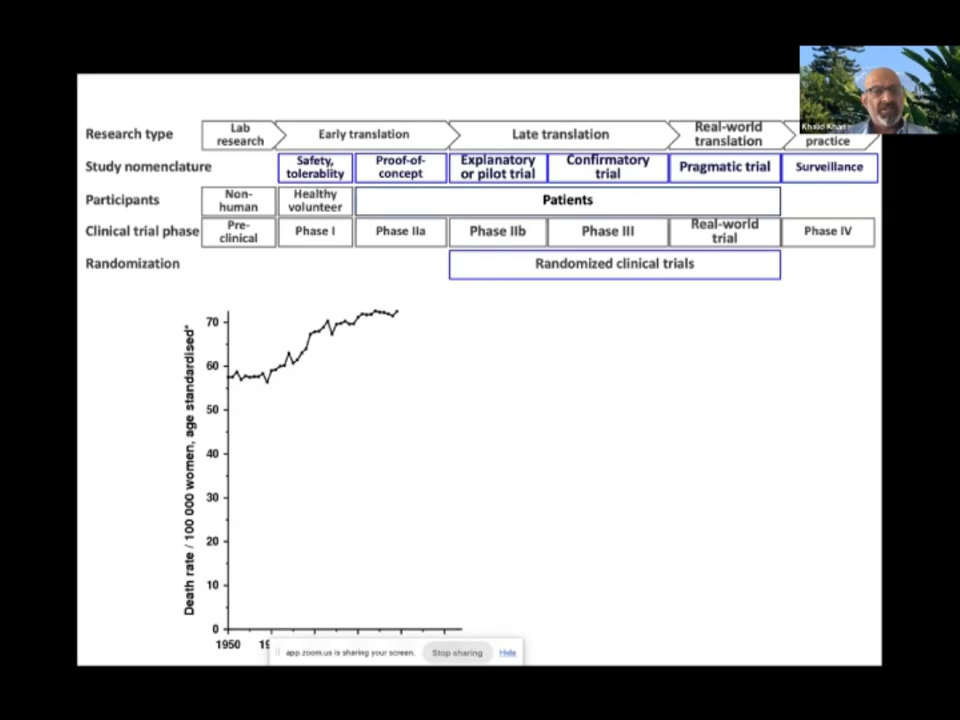 Research type
Lab
research
Early translation
Late translation
Real-world
translation
practice
Khalid Khan
Study nomenclature
Safety,
tolerablity
Proof-of-
concept
Explanatory
or pilot trial
Confirmatory
trial
Pragmatic trial
Surveillance
Participants
Non-
human
Healthy
volunteer
Patients
Clinical trial phase
Pre-
clinical
Phase I
Phase IIa
Phase IIb
Phase III
Real-world
trial
Phase IV
Randomization
Randomized clinical trials
Death rate / 100 000 women, age standardised*
70
60
50
40
30
20
10
0
1950
app.zoom.us is sharing your screen.
Stop sharing
Hide